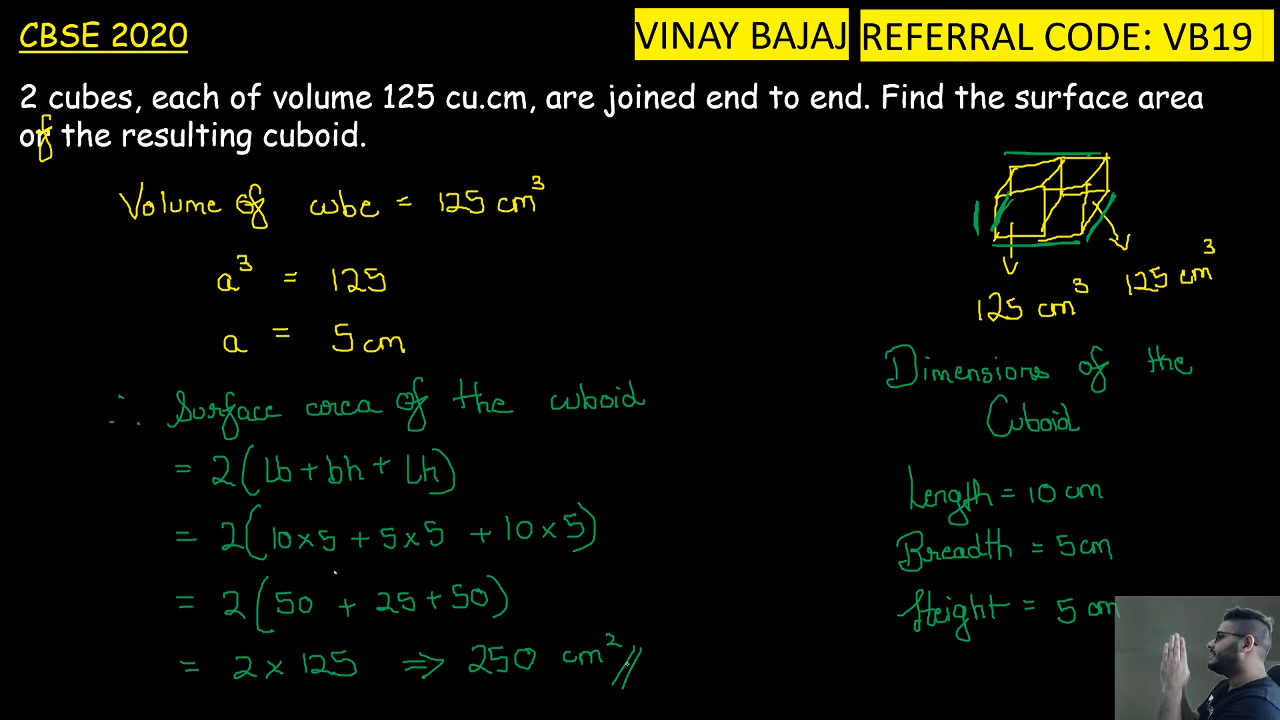 CBSE 2020
VINAY BAJAJ
REFERRAL CODE: VB19
2 cubes, each of volume 125 cu.cm, are joined end to end. Find the surface area
of the resulting cuboid.
Volume of cube = 125 cm³
a³ = 125
a = 5 cm
∴ Surface area of the cuboid
= 2(lb + bh + lh)
= 2(10×5 + 5×5 + 10×5)
= 2(50 + 25 + 50)
= 2 × 125 ⇒ 250 cm²//
125 cm³
125 cm³
Dimensions of the
Cuboid
Length = 10 cm
Breadth = 5 cm
Height = 5 cm